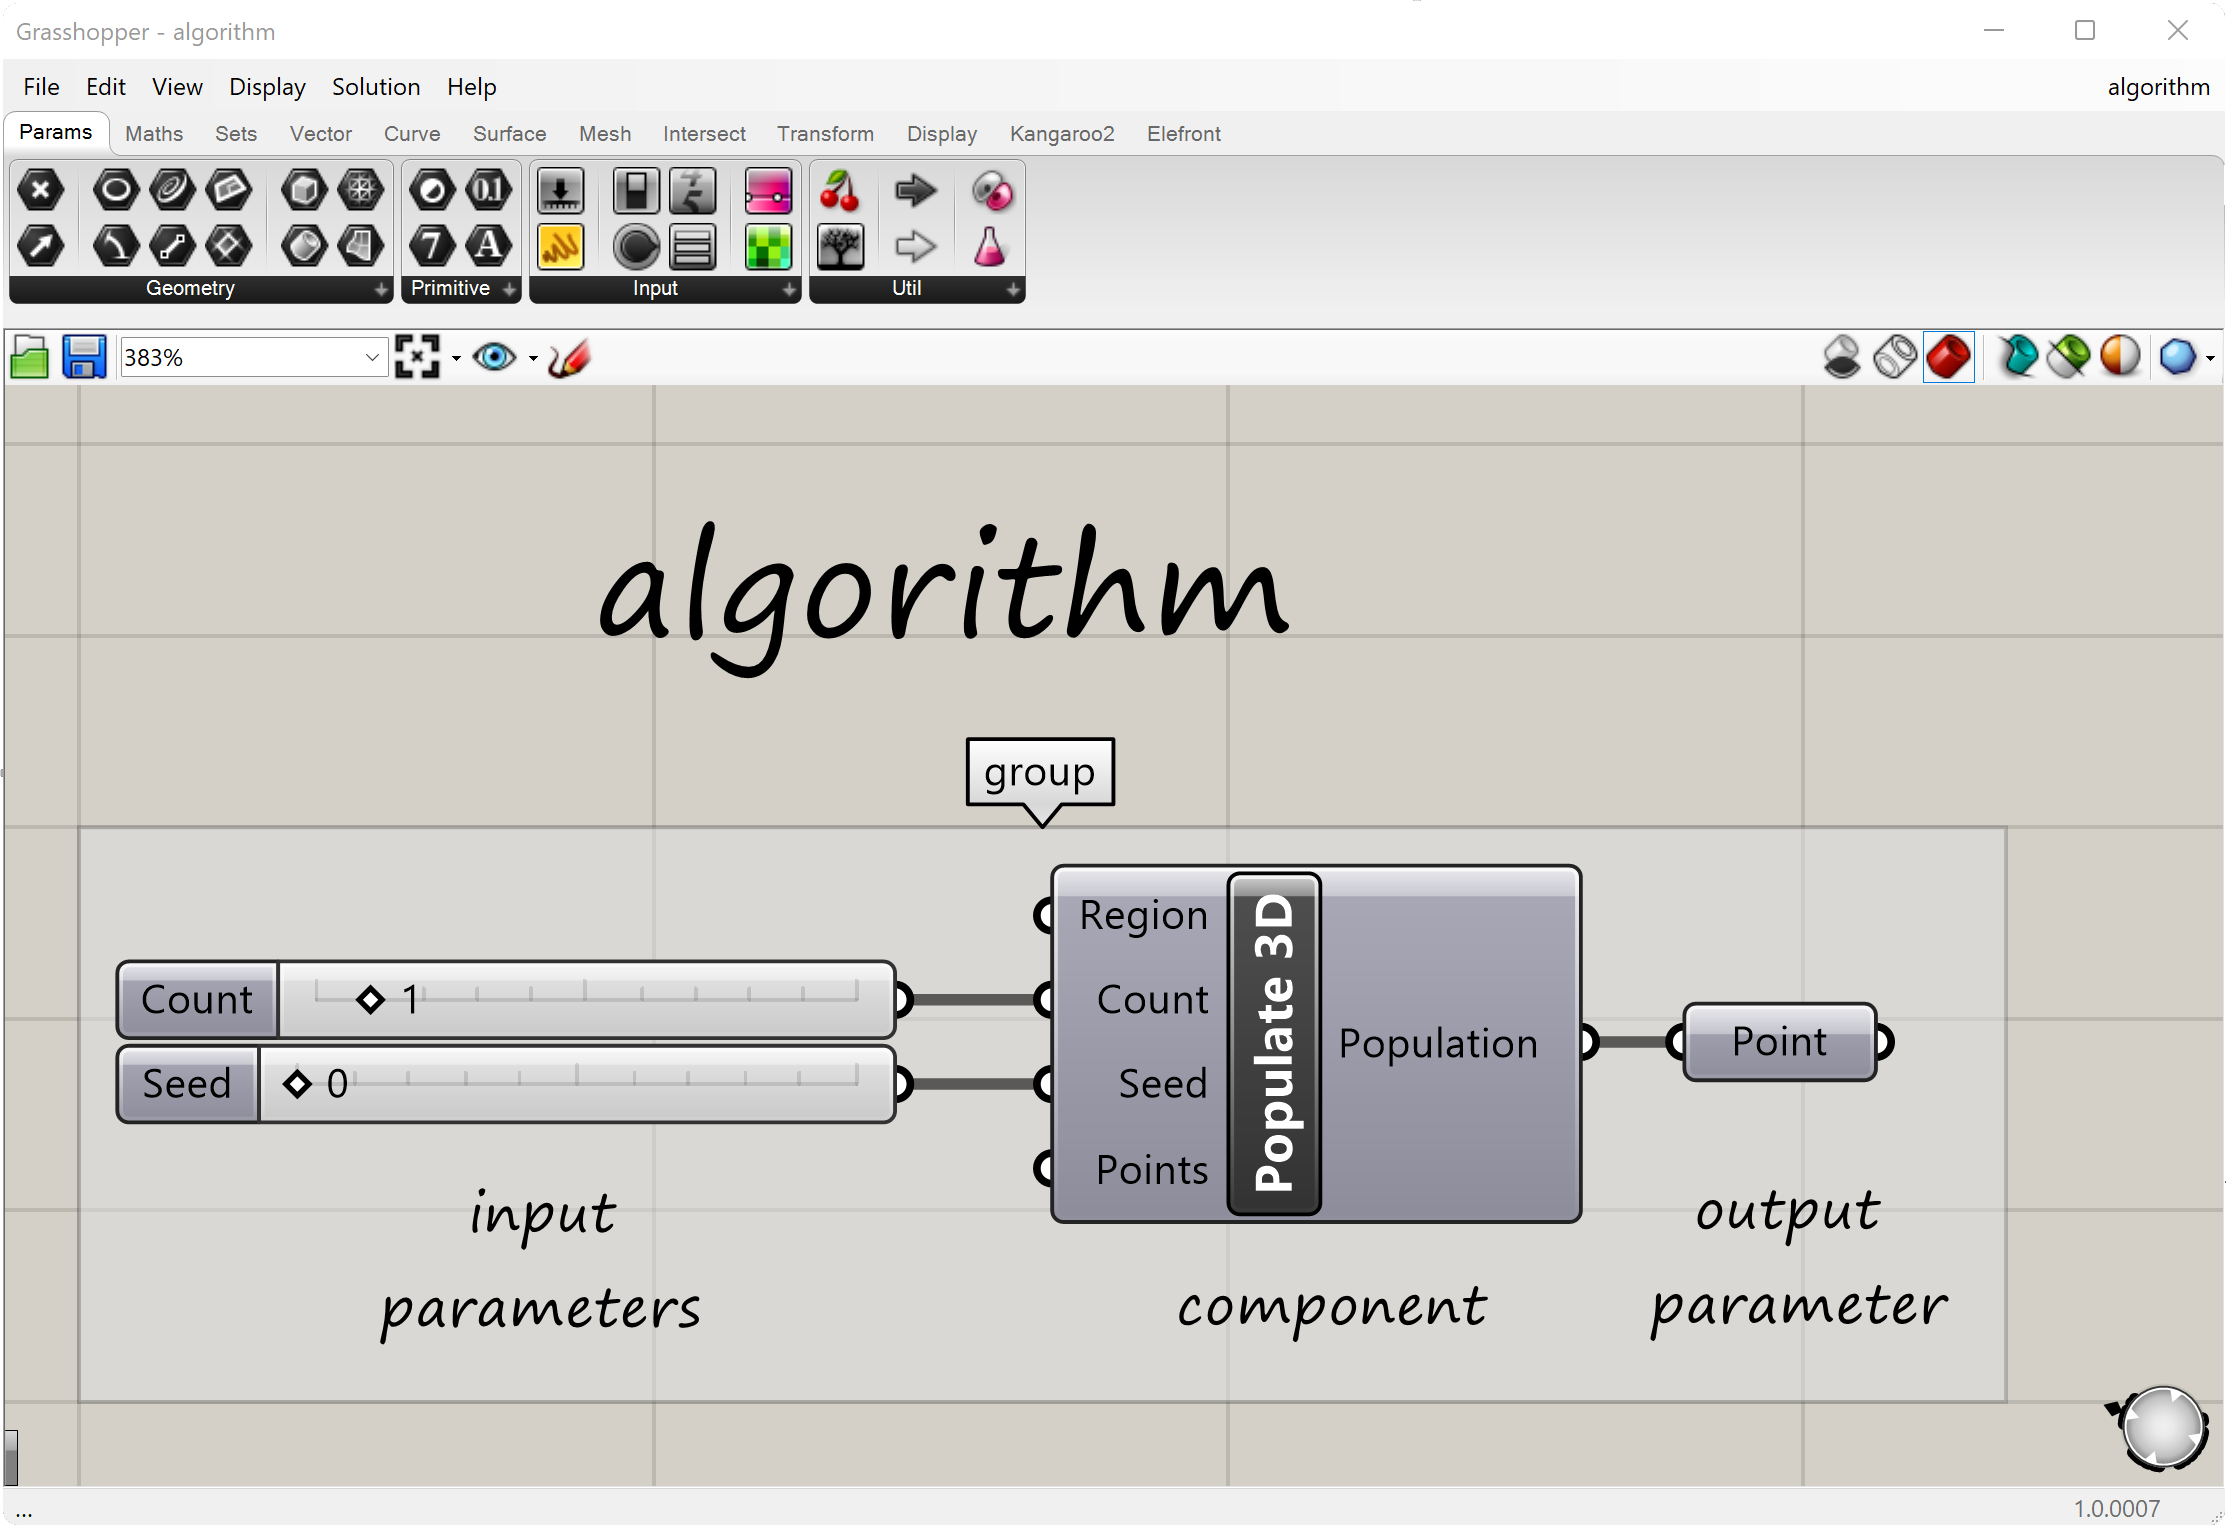 Grasshopper - algorithm
File Edit View Display Solution Help algorithm
Params Maths Sets Vector Curve Surface Mesh Intersect Transform Display Kangaroo2 Elefront
0.1
7 A
4
5
Geometry Primitive Input Util
383%
algorithm
group
Region
Count 1
Count
Populate 3D
Population
Point
Seed 0
Seed
Points
input
parameters
component
output
parameter
...
1.0.0007